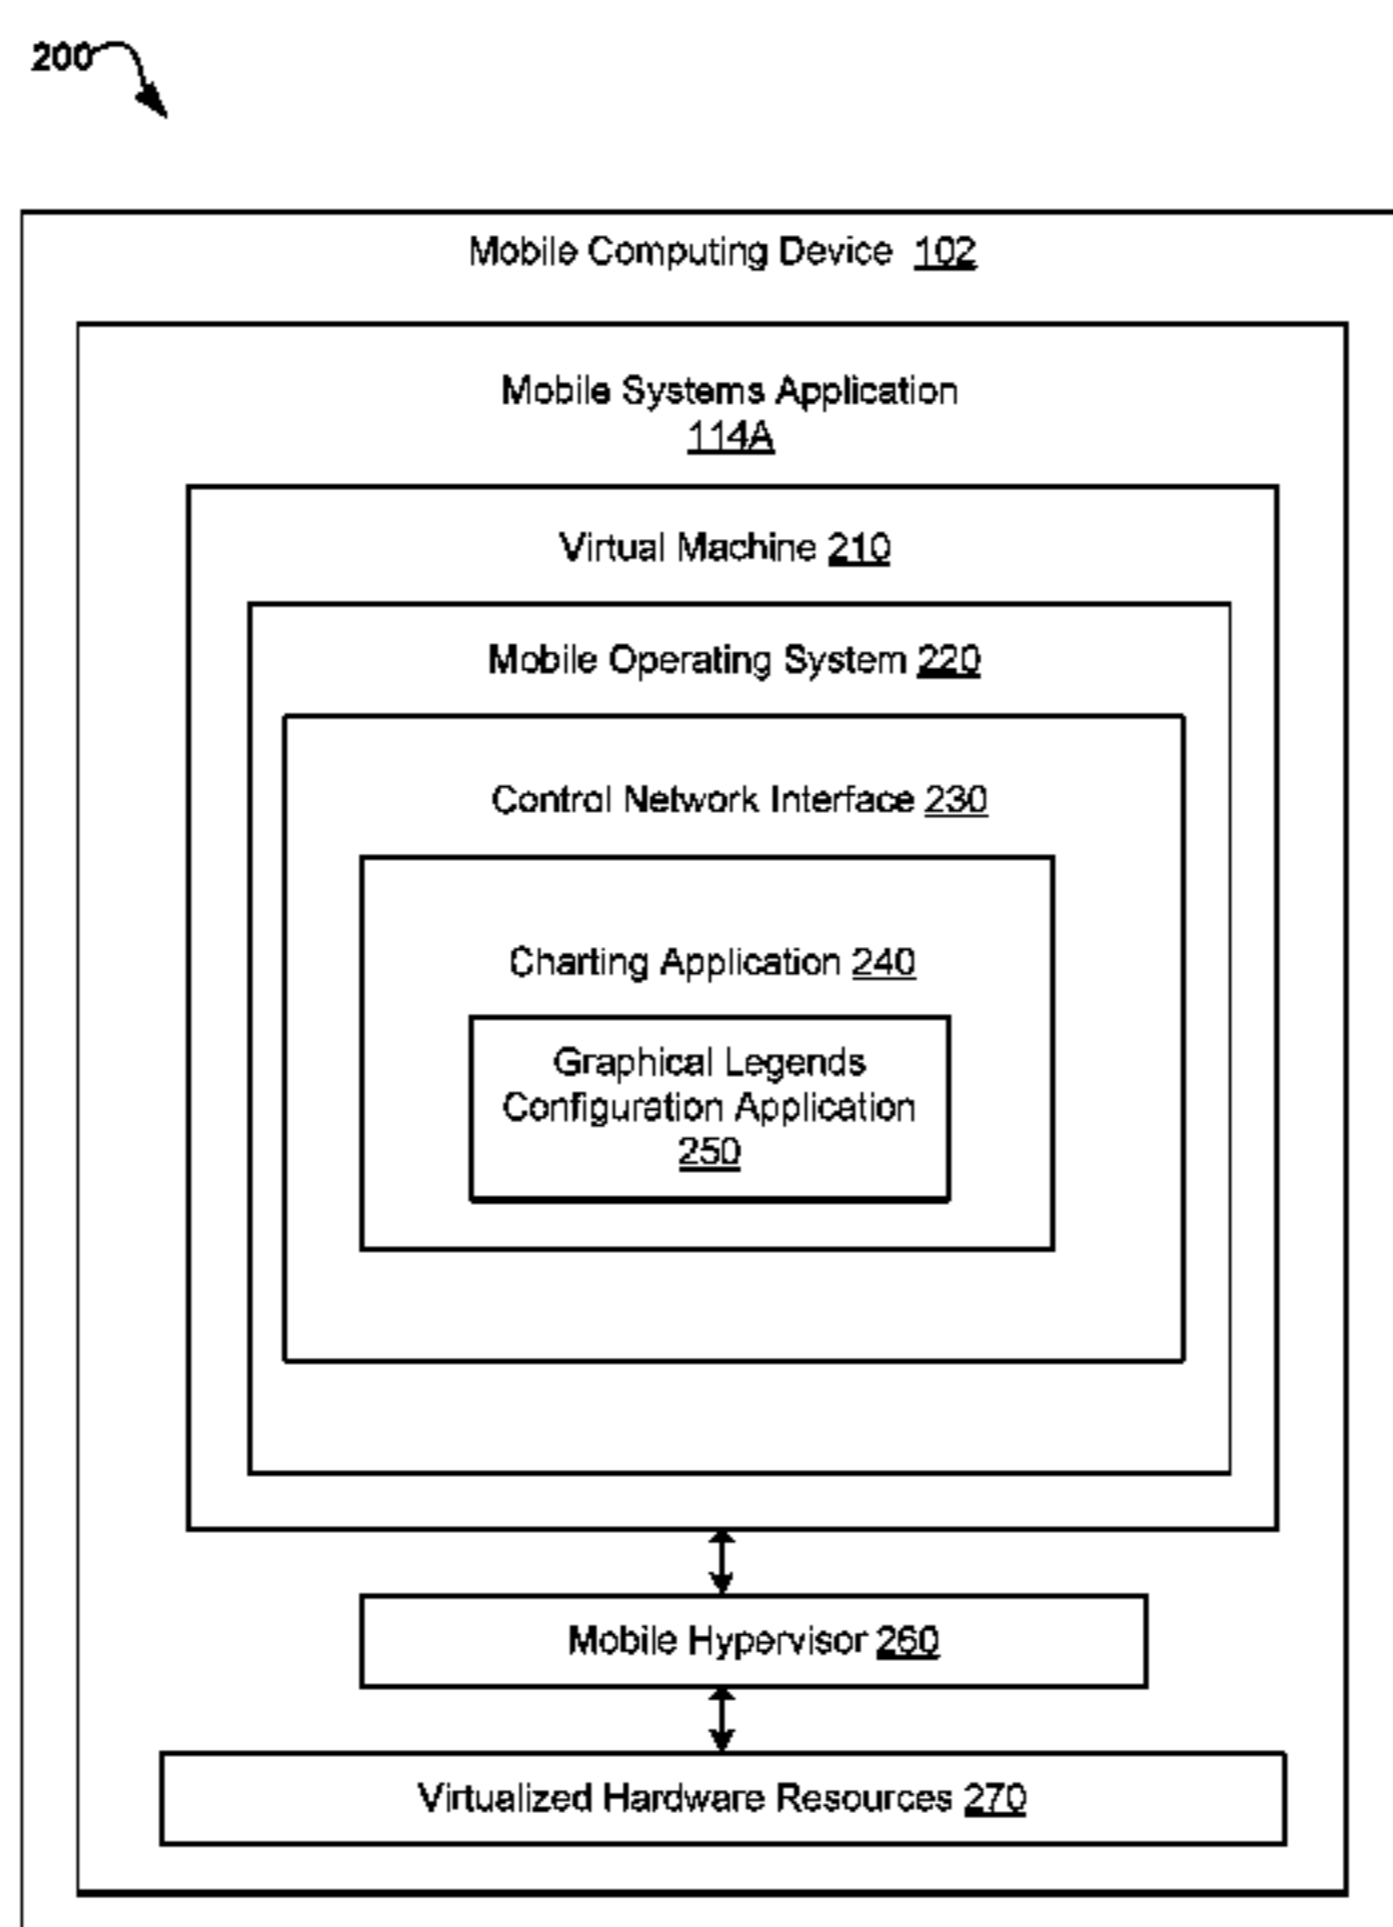 200
Mobile Computing Device 102
Mobile Systems Application
114A
Virtual Machine 210
Mobile Operating System 220
Control Network Interface 230
Charting Application 240
Graphical Legends
Configuration Application
250
Mobile Hypervisor 260
Virtualized Hardware Resources 270